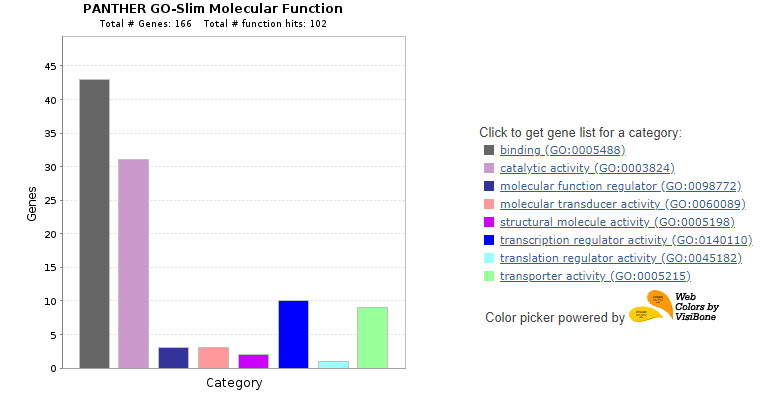 PANTHER GO-Slim Molecular Function
Total # Genes: 166 Total # function hits: 102
45
40
35
30
25
20
15
10
5
0
Genes
Category
Click to get gene list for a category:
binding (GO:0005488)
catalytic activity (GO:0003824)
molecular function regulator (GO:0098772)
molecular transducer activity (GO:0060089)
structural molecule activity (GO:0005198)
transcription regulator activity (GO:0140110)
translation regulator activity (GO:0045182)
transporter activity (GO:0005215)
Color picker powered by
Web
Colors by
VisiBone